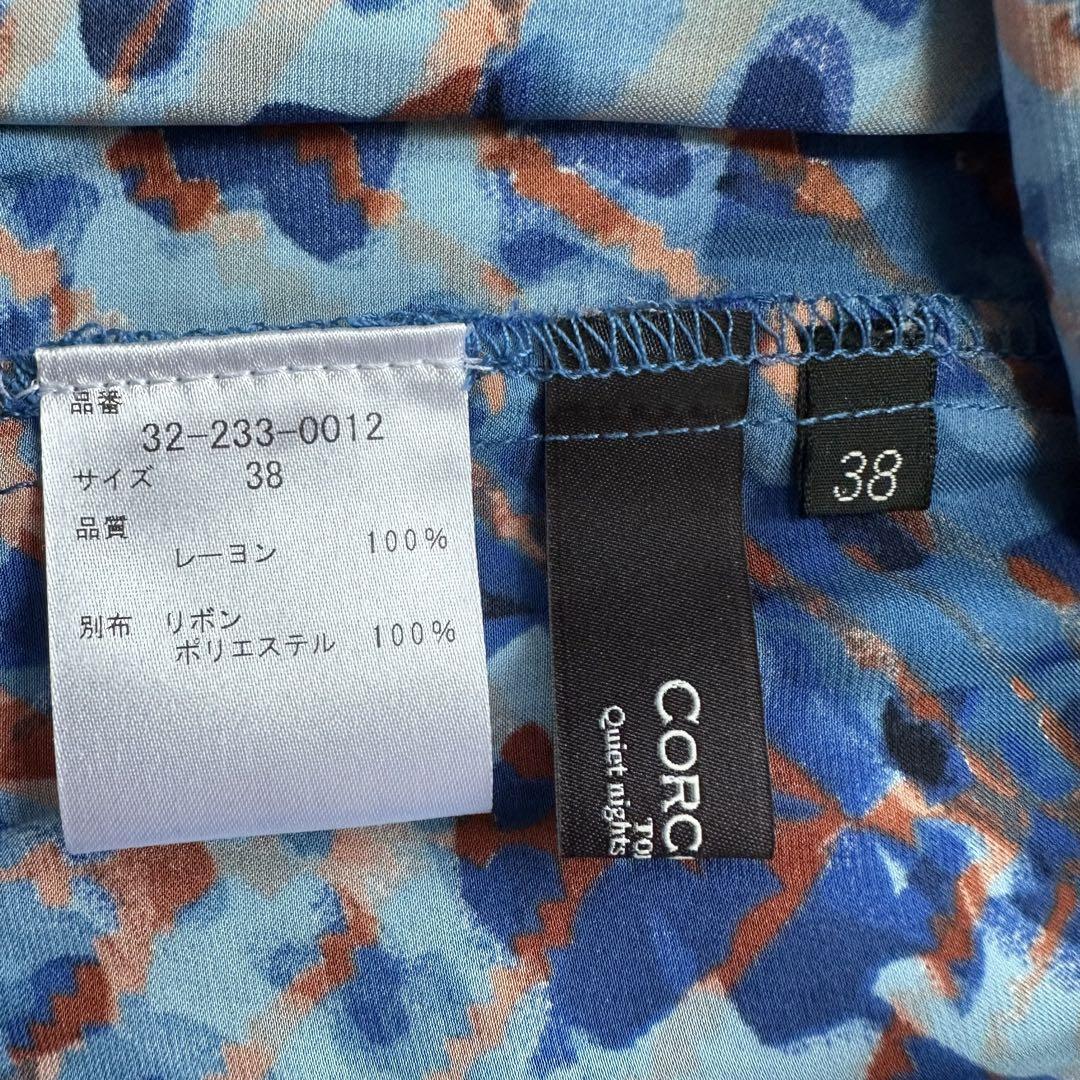 品番
32-233-0012
サイズ 38
品質
レーヨン 100%
別布 リボン
ポリエステル 100%
38
CORC
TO
Quiet nights